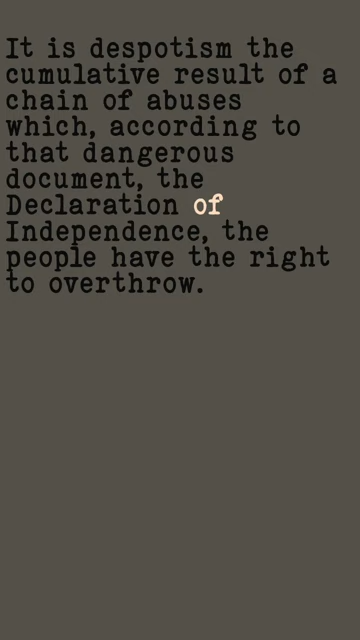 It is despotism the
cumulative result of a
chain of abuses
which, according to
that dangerous
document, the
Declaration of
Independence, the
people have the right
to overthrow.